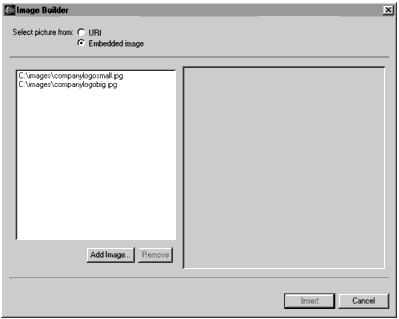 Image Builder
Select picture from: URI
Embedded image
C:\images\companylogosmall.jpg
C:\images\companylogobig.jpg
Add Image... Remove
Insert Cancel